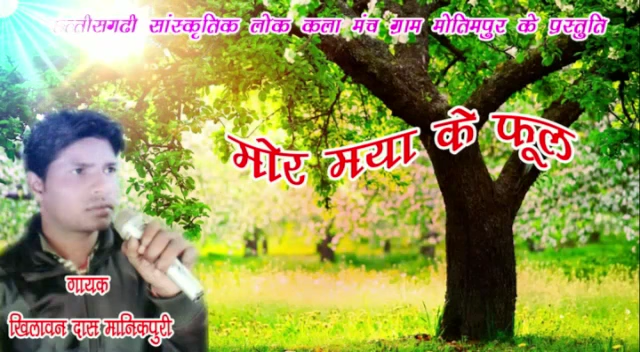 छत्तीसगढी सांस्कृतिक लोक कला मंच ग्राम मोतिमपुर के प्रस्तुति
मोर मया के फूल
गायक
खिलावन दास मानिकपुरी